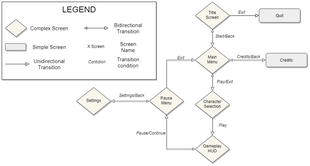 LEGEND
Complex Screen
Bidirectional
Transition
Simple Screen
X Screen
Screen
Name
Unidirectional
Transition
Condition
Transition
condition
Title
Screen
Exit
Quit
Start/Back
Main
Menu
Credits/Back
Credits
Exit
Play/Exit
Settings
Settings/Back
Pause
Menu
Character
Selection
Play
Pause/Continue
Gameplay
HUD